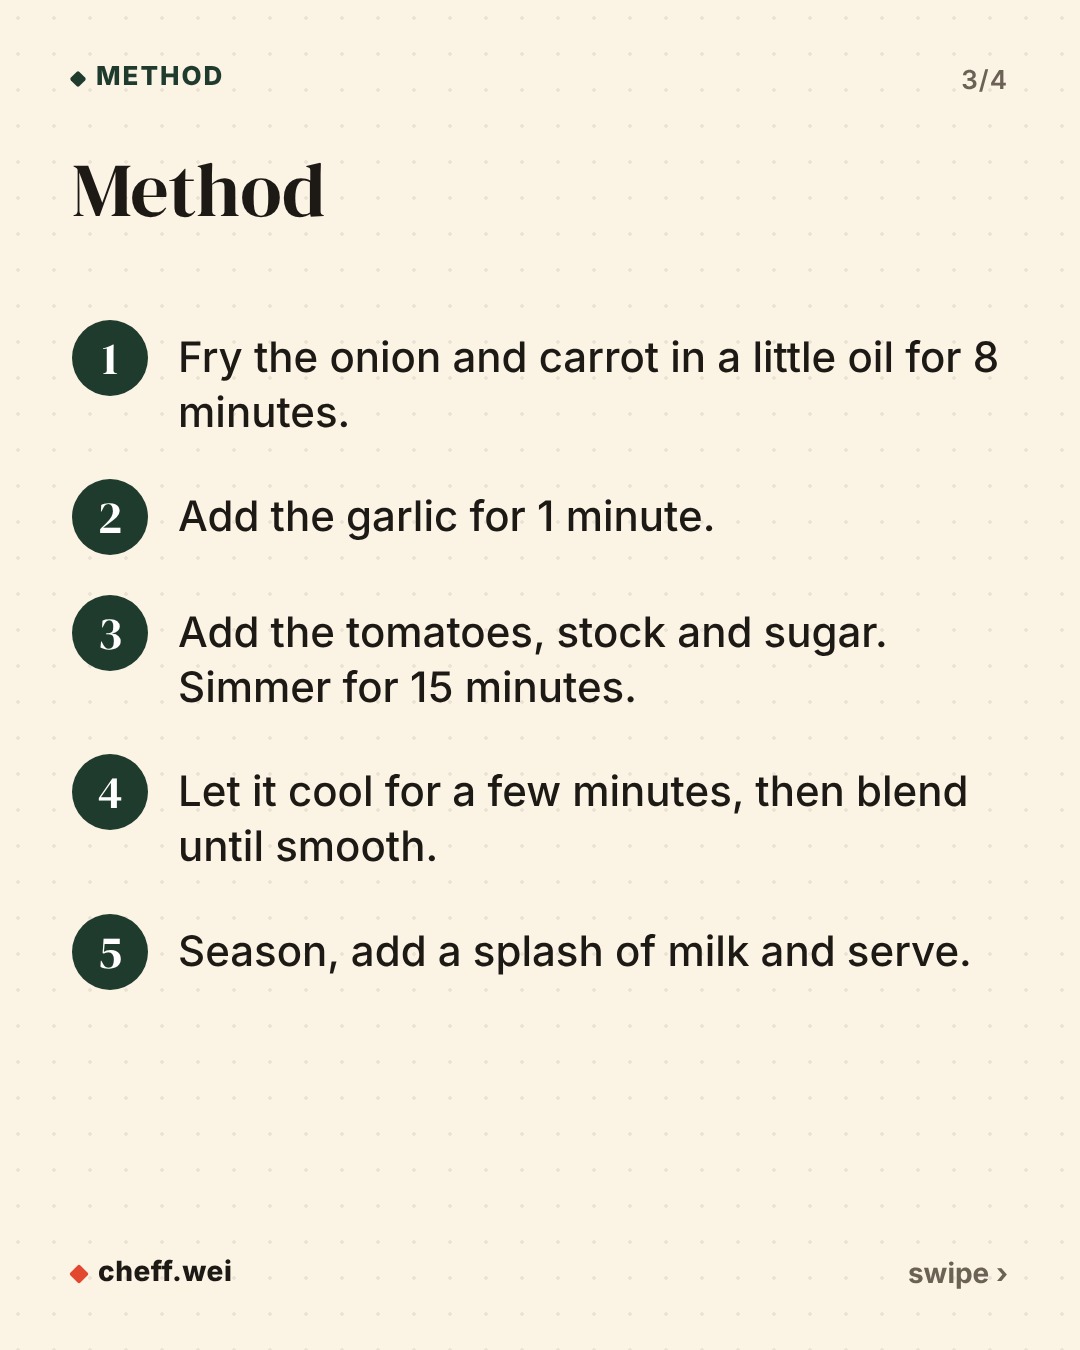 METHOD
3/4
Method
1 Fry the onion and carrot in a little oil for 8
minutes.
2 Add the garlic for 1 minute.
3 Add the tomatoes, stock and sugar.
Simmer for 15 minutes.
4 Let it cool for a few minutes, then blend
until smooth.
5 Season, add a splash of milk and serve.
cheff.wei
swipe ›